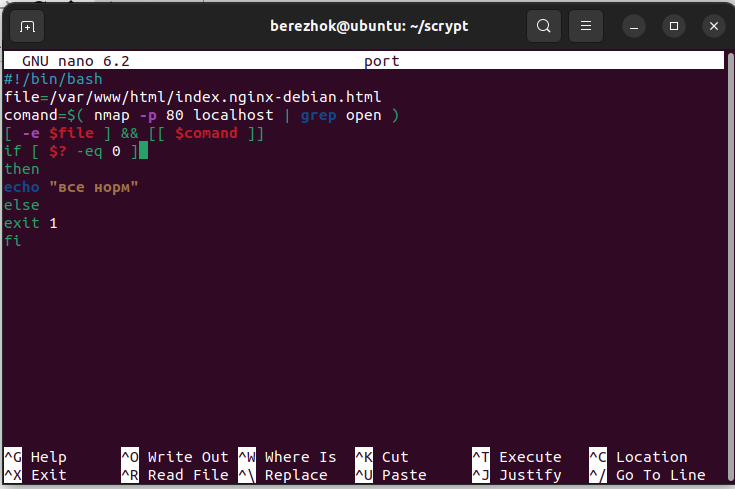 berezhok@ubuntu: ~/scrypt
GNU nano 6.2 port
#!/bin/bash
file=/var/www/html/index.nginx-debian.html
comand=$( nmap -p 80 localhost | grep open )
[ -e $file ] && [[ $comand ]]
if [ $? -eq 0 ]
then
echo "все норм"
else
exit 1
fi
^G Help ^O Write Out ^W Where Is ^K Cut ^T Execute ^C Location
^X Exit ^R Read File ^\ Replace ^U Paste ^J Justify ^/ Go To Line